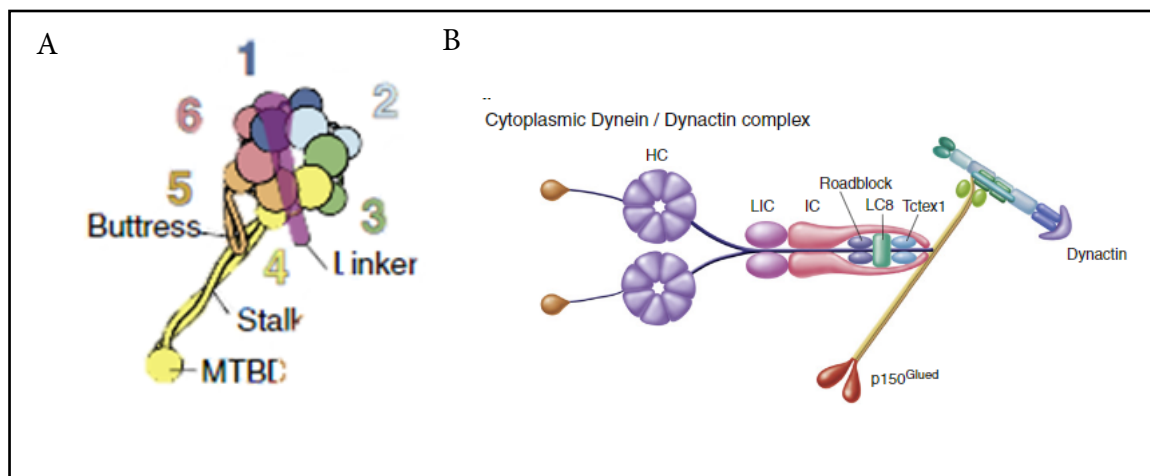 A
B
1
2
6
5
3
4
Buttress
Linker
Stalk
MTBD
--
Cytoplasmic Dynein / Dynactin complex
HC
Roadblock
LIC
IC
LC8
Tctex1
Dynactin
p150Glued